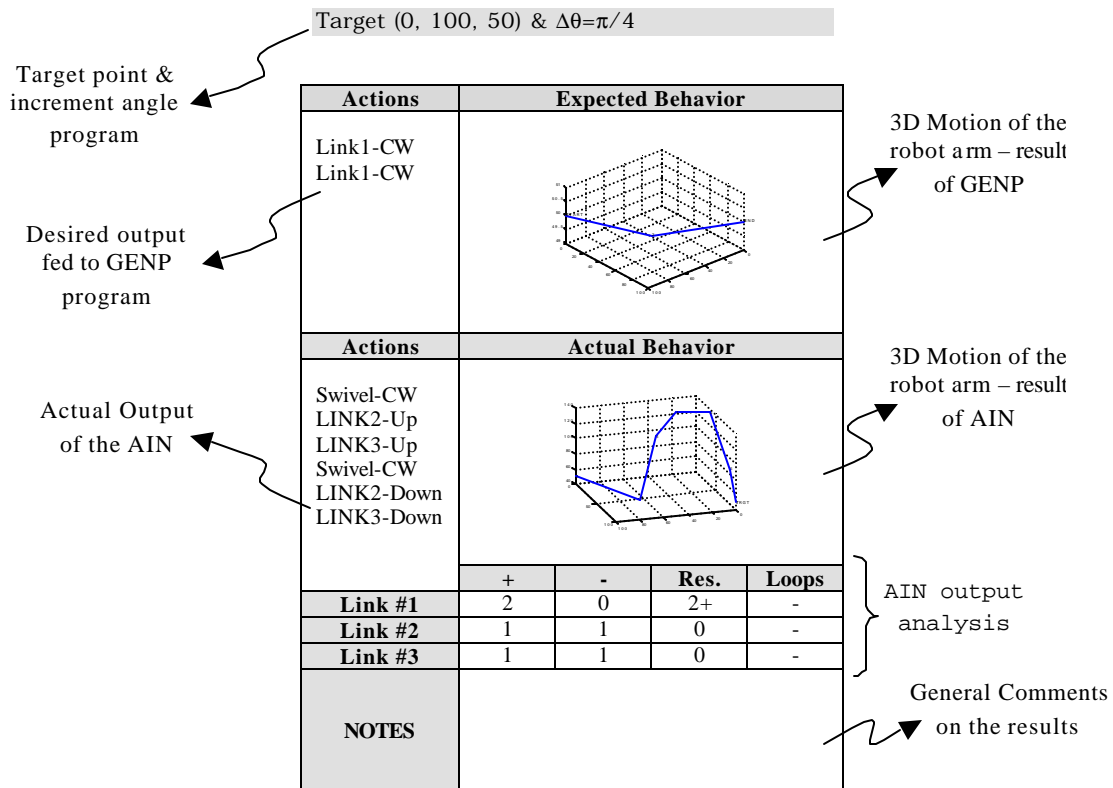 Target (0, 100, 50) & Δθ=π/4
Target point &
increment angle
program
Actions
Expected Behavior
Link1-CW
Link1-CW
3D Motion of the
robot arm – result
of GENP
Desired output
fed to GENP
program
Actions
Actual Behavior
Swivel-CW
LINK2-Up
LINK3-Up
Swivel-CW
LINK2-Down
LINK3-Down
Actual Output
of the AIN
3D Motion of the
robot arm – result
of AIN
+ - Res. Loops
Link #1 2 0 2+ -
Link #2 1 1 0 -
Link #3 1 1 0 -
AIN output
analysis
NOTES
General Comments
on the results